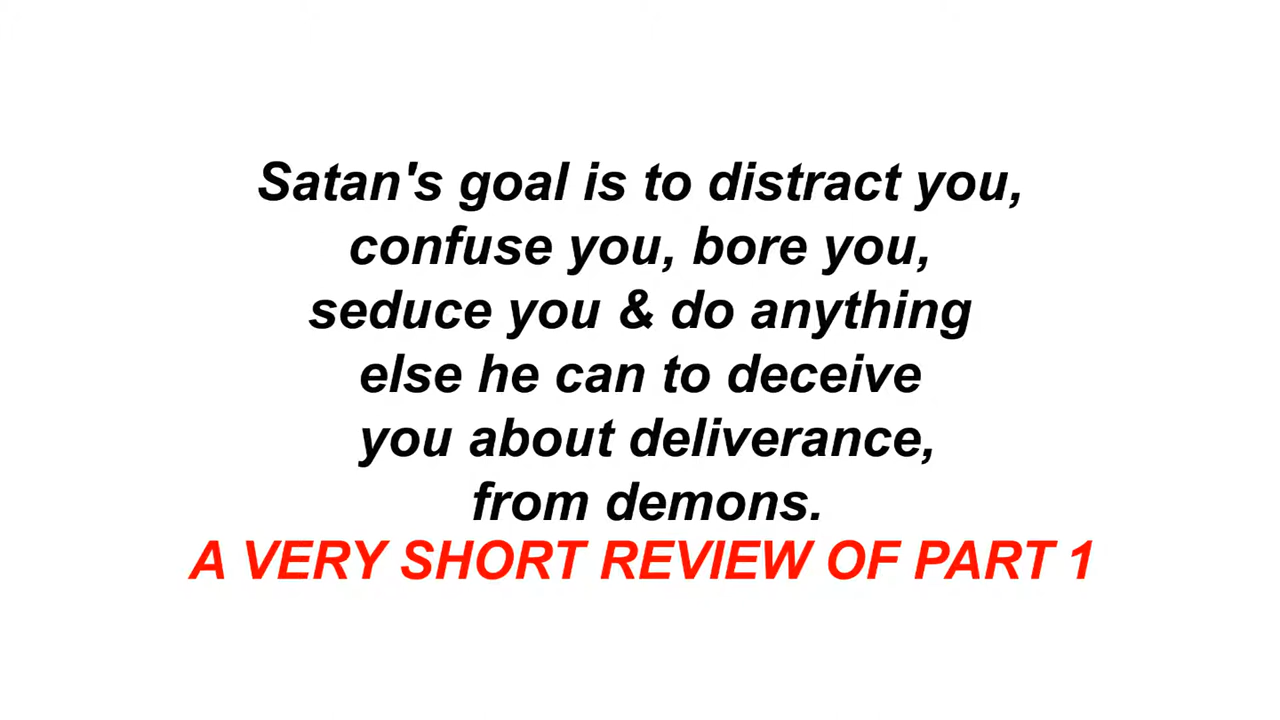 Satan's goal is to distract you,
confuse you, bore you,
seduce you & do anything
else he can to deceive
you about deliverance,
from demons.
A VERY SHORT REVIEW OF PART 1